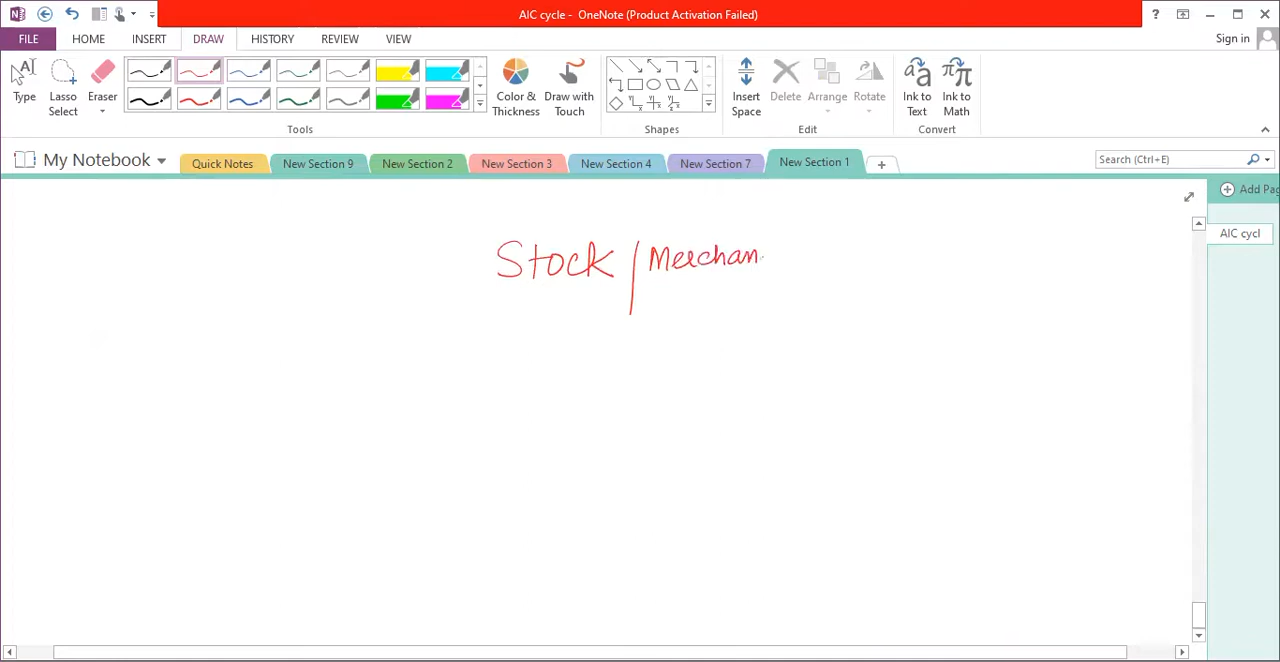 AIC cycle - OneNote (Product Activation Failed)
?
FILE HOME INSERT DRAW HISTORY REVIEW VIEW
Sign in
Type
Lasso Select
Eraser
Color & Thickness
Draw with Touch
Insert Space
Delete
Arrange
Rotate
Ink to Text
Ink to Math
Tools
Shapes
Edit
Convert
My Notebook
Quick Notes
New Section 9
New Section 2
New Section 3
New Section 4
New Section 7
New Section 1
Search (Ctrl+E)
Add Pag
AIC cycl
Stock / Merchan